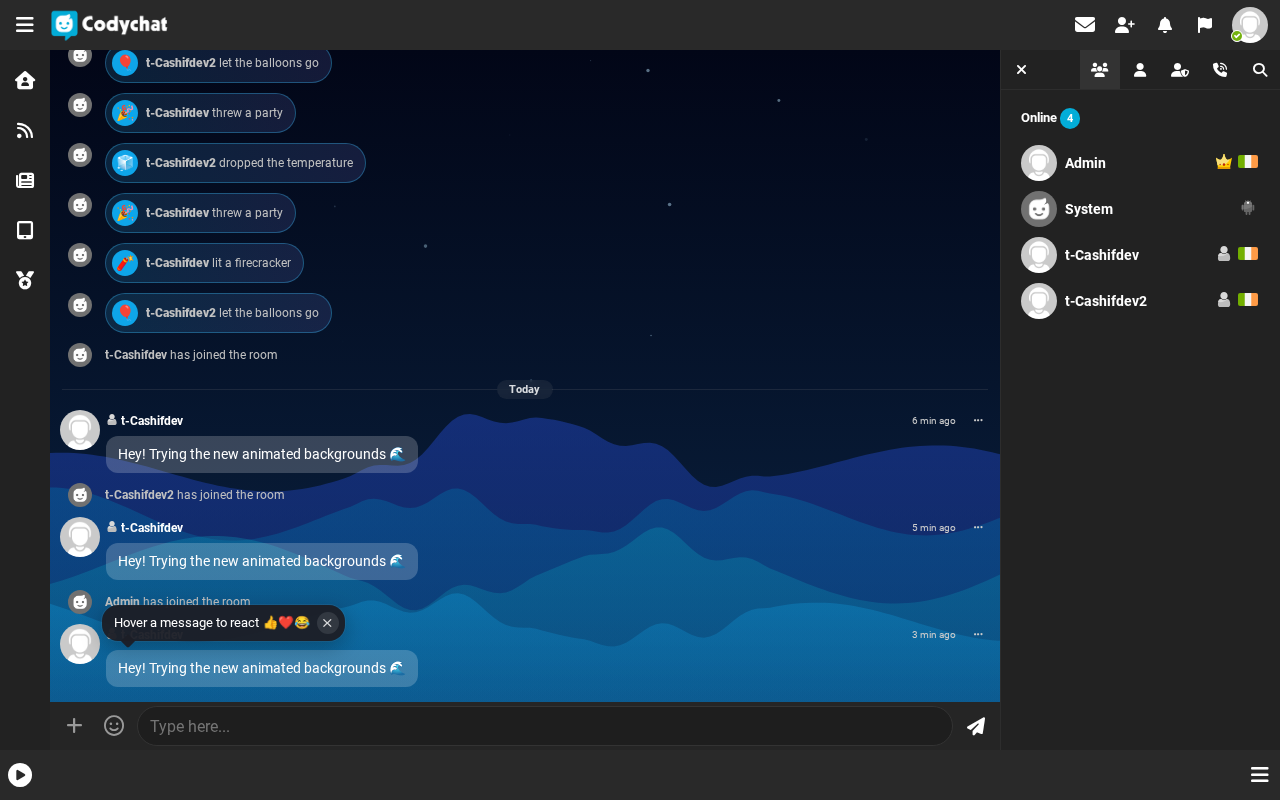 Codychat
t-Cashifdev2 let the balloons go
t-Cashifdev threw a party
t-Cashifdev2 dropped the temperature
t-Cashifdev threw a party
t-Cashifdev lit a firecracker
t-Cashifdev2 let the balloons go
t-Cashifdev has joined the room
Today
t-Cashifdev
6 min ago
Hey! Trying the new animated backgrounds 🌊
t-Cashifdev2 has joined the room
t-Cashifdev
5 min ago
Hey! Trying the new animated backgrounds 🌊
Admin has joined the room
Hover a message to react 👍❤️😂
3 min ago
Hey! Trying the new animated backgrounds 🌊
Type here...
Online 4
Admin
System
t-Cashifdev
t-Cashifdev2